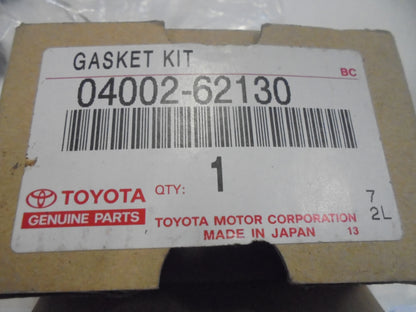 GASKET KIT
BC
04002-62130
TOYOTA
GENUINE PARTS
QTY: 1
7
2L
TOYOTA MOTOR CORPORATION
MADE IN JAPAN 13